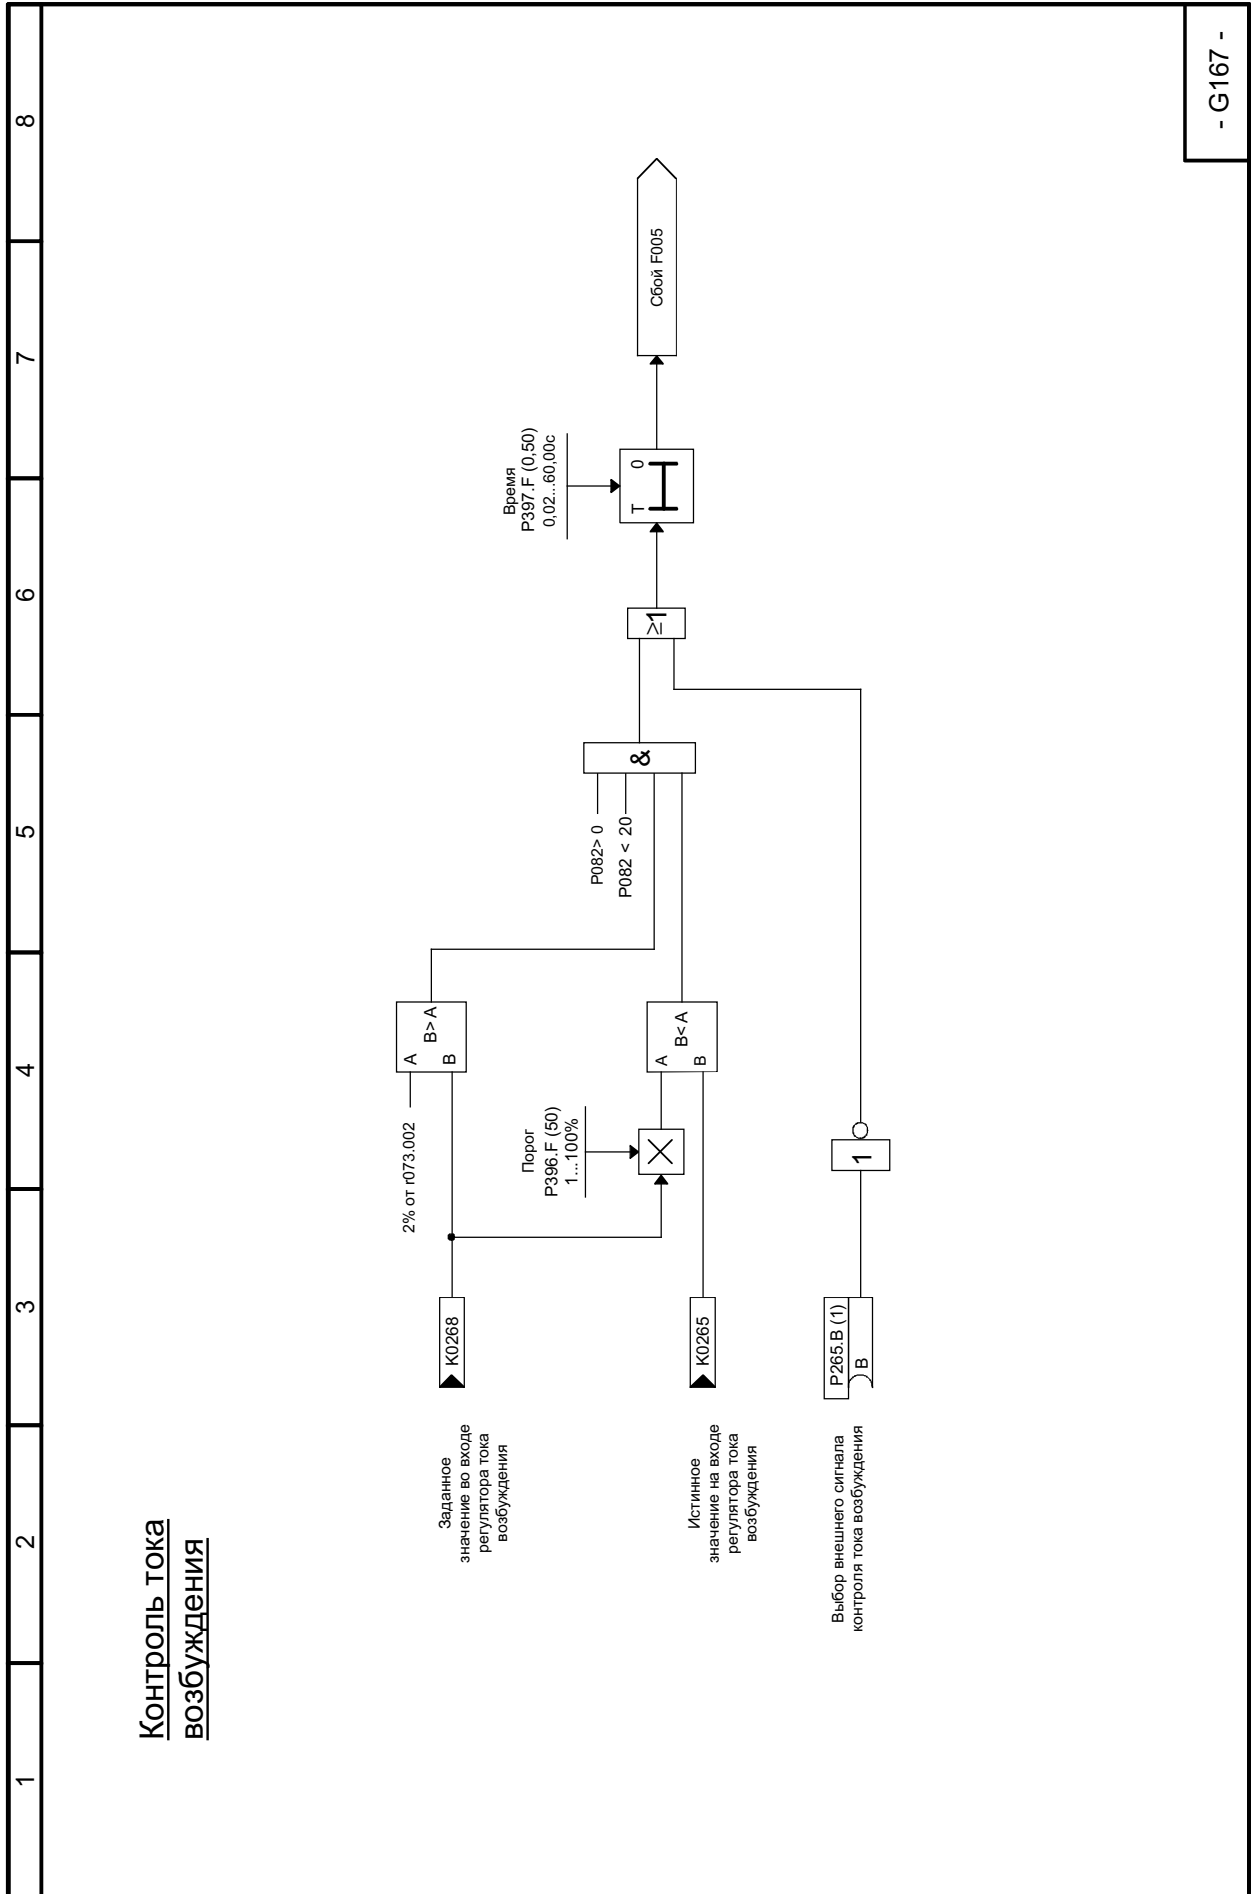 1
2
3
4
5
6
7
8
Контроль тока
возбуждения
Заданное
значение во входе
регулятора тока
возбуждения
K0268
2% от r073.002
A
B> A
B
Порог
P396.F (50)
1...100%
Истинное
значение на входе
регулятора тока
возбуждения
K0265
A
B< A
B
P082> 0
P082 < 20
&
≥1
Время
P397.F (0,50)
0,02...60,00с
T
0
Сбой F005
Выбор внешнего сигнала
контроля тока возбуждения
P265.B (1)
B
1
- G167 -